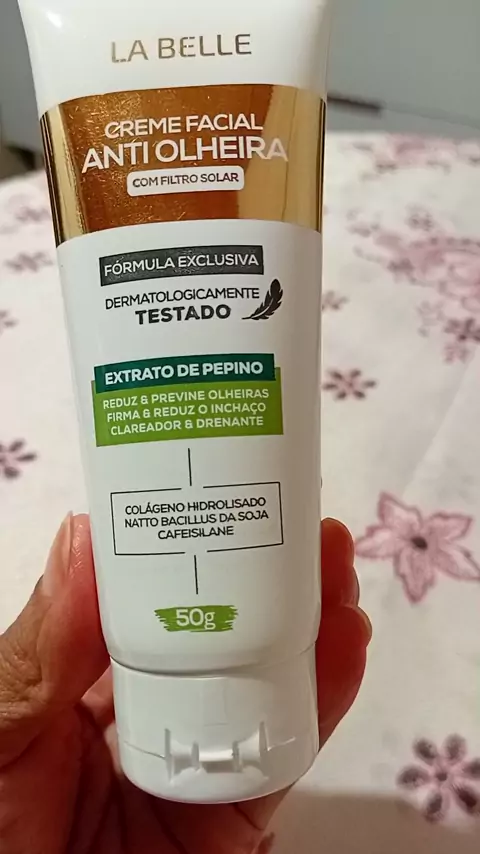 LA BELLE
CREME FACIAL
ANTI OLHEIRA
COM FILTRO SOLAR
FÓRMULA EXCLUSIVA
DERMATOLOGICAMENTE
TESTADO
EXTRATO DE PEPINO
REDUZ & PREVINE OLHEIRAS
FIRMA & REDUZ O INCHAÇO
CLAREADOR & DRENANTE
COLÁGENO HIDROLISADO
NATTO BACILLUS DA SOJA
CAFEISILANE
50g